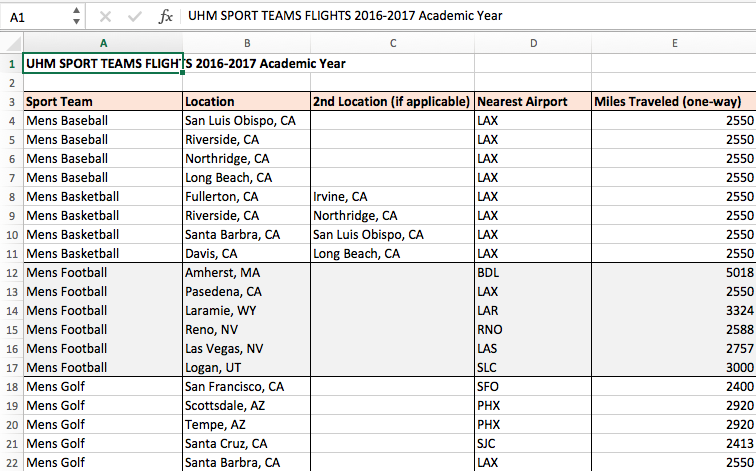 A1 fx UHM SPORT TEAMS FLIGHTS 2016-2017 Academic Year
A B C D E
1 UHM SPORT TEAMS FLIGHTS 2016-2017 Academic Year
2
3 Sport Team Location 2nd Location (if applicable) Nearest Airport Miles Traveled (one-way)
4 Mens Baseball San Luis Obispo, CA LAX 2550
5 Mens Baseball Riverside, CA LAX 2550
6 Mens Baseball Northridge, CA LAX 2550
7 Mens Baseball Long Beach, CA LAX 2550
8 Mens Basketball Fullerton, CA Irvine, CA LAX 2550
9 Mens Basketball Riverside, CA Northridge, CA LAX 2550
10 Mens Basketball Santa Barbra, CA San Luis Obispo, CA LAX 2550
11 Mens Basketball Davis, CA Long Beach, CA LAX 2550
12 Mens Football Amherst, MA BDL 5018
13 Mens Football Pasedena, CA LAX 2550
14 Mens Football Laramie, WY LAR 3324
15 Mens Football Reno, NV RNO 2588
16 Mens Football Las Vegas, NV LAS 2757
17 Mens Football Logan, UT SLC 3000
18 Mens Golf San Francisco, CA SFO 2400
19 Mens Golf Scottsdale, AZ PHX 2920
20 Mens Golf Tempe, AZ PHX 2920
21 Mens Golf Santa Cruz, CA SJC 2413
22 Mens Golf Santa Barbra, CA LAX 2550